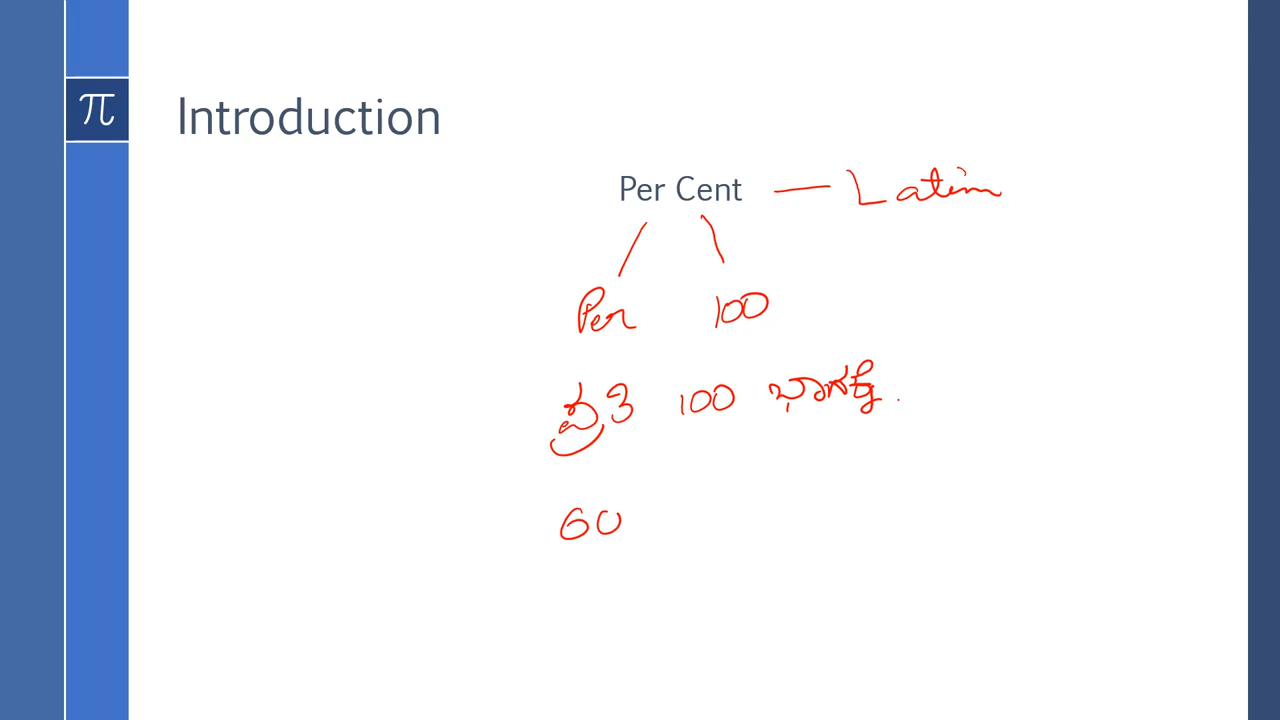 π
Introduction
Per Cent — Latin
Per 100
ಪ್ರತಿ 100 ಭಾಗಕ್ಕೆ.
60